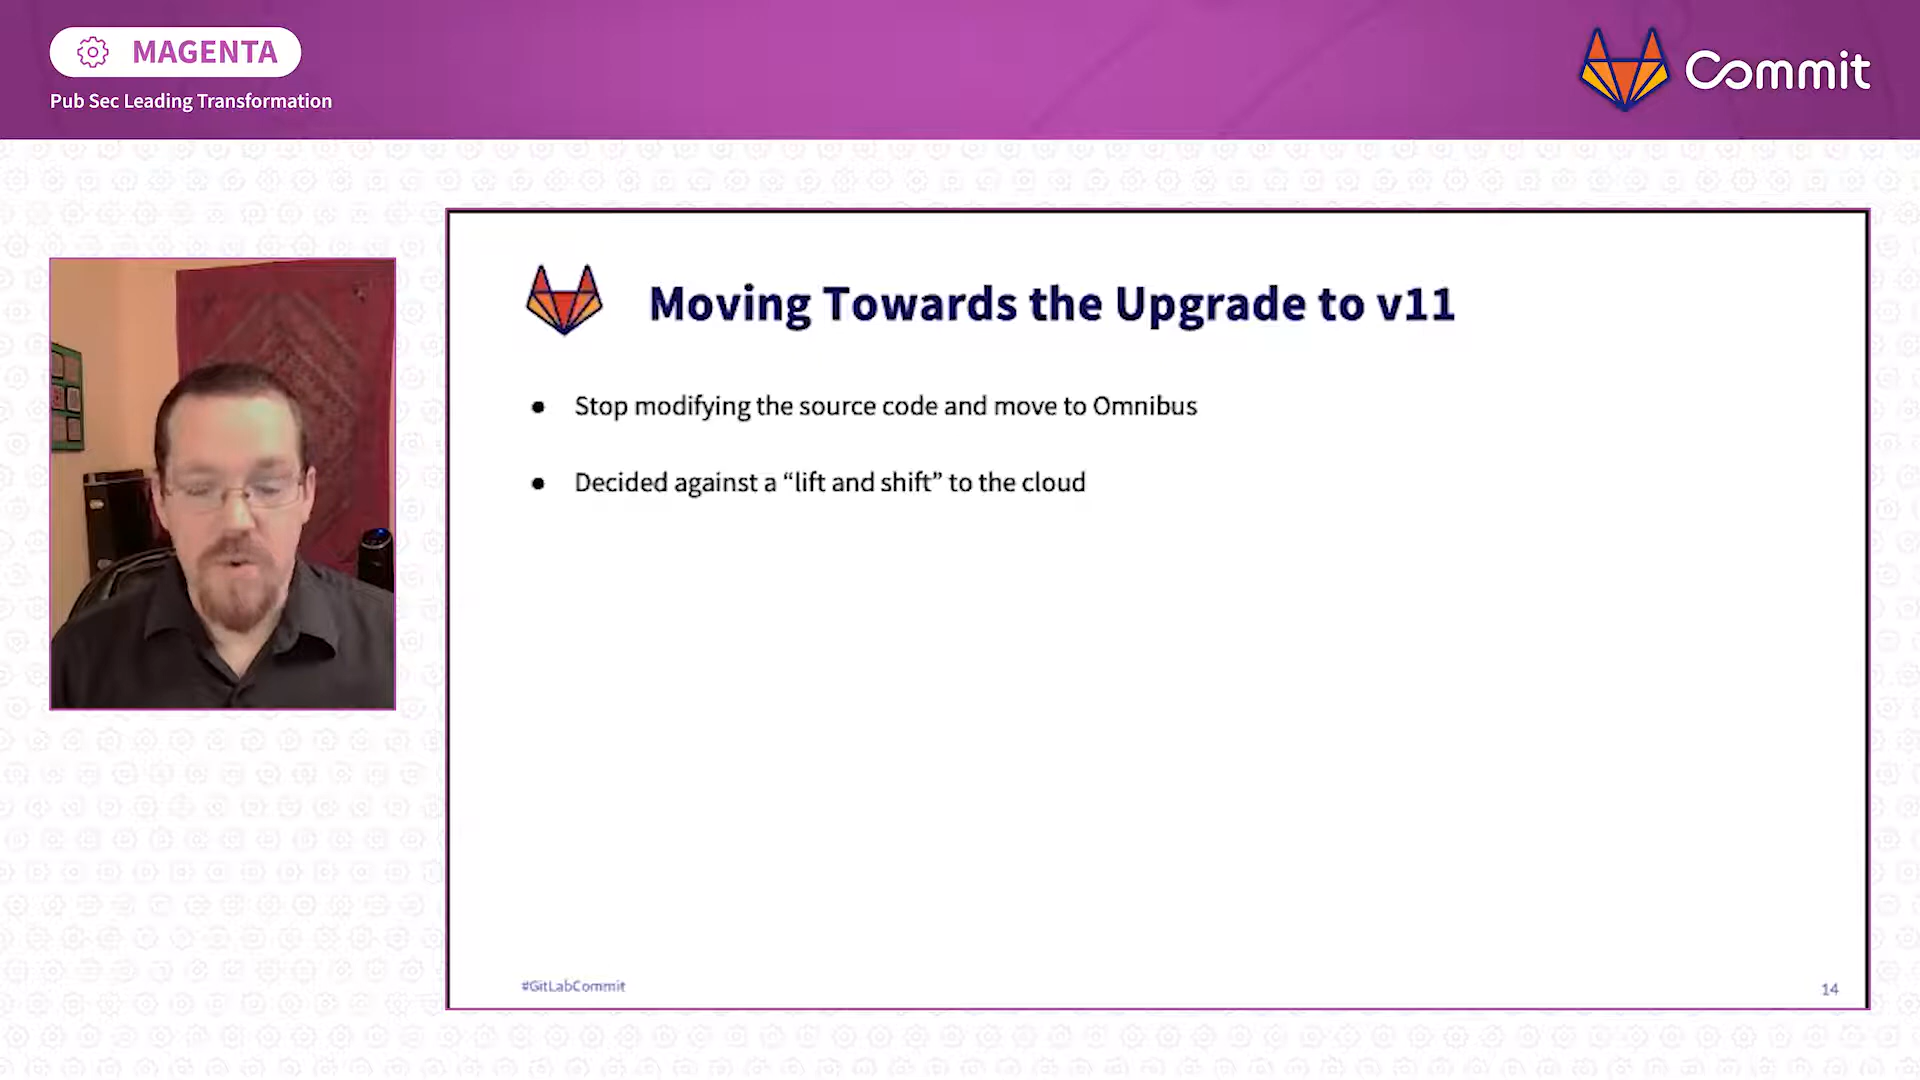 MAGENTA
Pub Sec Leading Transformation
Commit
Moving Towards the Upgrade to v11
● Stop modifying the source code and move to Omnibus
● Decided against a “lift and shift” to the cloud
#GitLabCommit
14